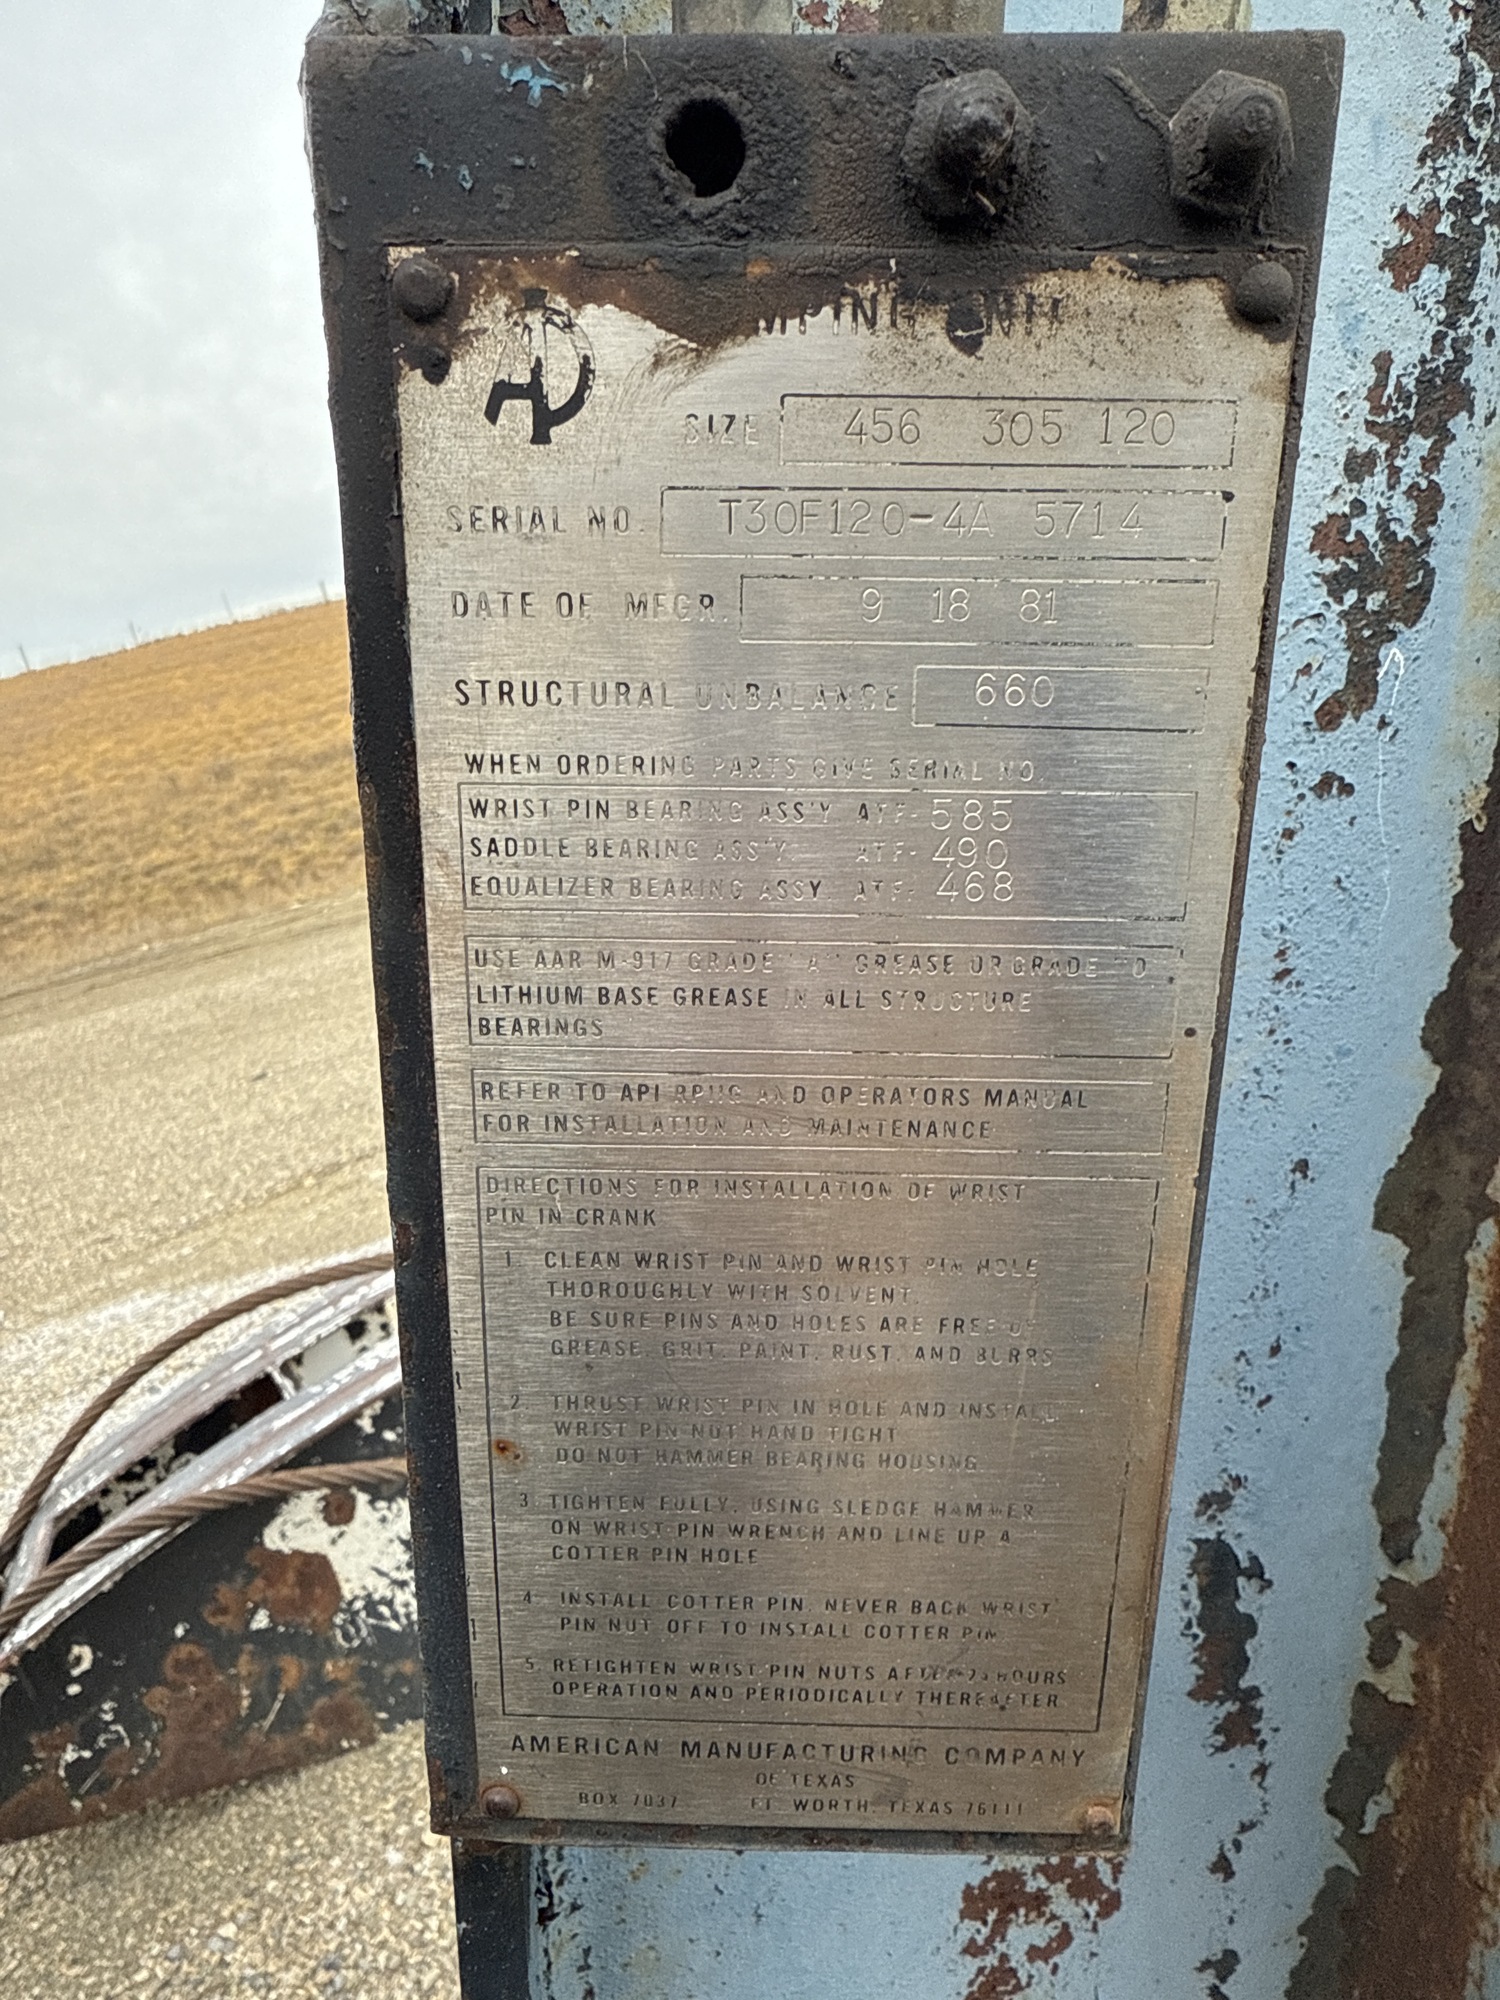 SIZE 456 305 120
SERIAL NO. T30F120-4A 5714
DATE OF MFGR. 9 18 81
STRUCTURAL UNBALANCE 660
WHEN ORDERING PARTS GIVE SERIAL NO.
WRIST PIN BEARING ASS'Y. ATF- 585
SADDLE BEARING ASS'Y. ATF- 490
EQUALIZER BEARING ASSY. ATF- 468
USE AAR M-917 GRADE "A" GREASE OR GRADE
LITHIUM BASE GREASE IN ALL STRUCTURE
BEARINGS
REFER TO API AND OPERATORS MANUAL
FOR INSTALLATION AND MAINTENANCE
DIRECTIONS FOR INSTALLATION OF WRIST
PIN IN CRANK
1. CLEAN WRIST PIN AND WRIST PIN HOLE
THOROUGHLY WITH SOLVENT.
BE SURE PINS AND HOLES ARE FREE OF
GREASE, GRIT, PAINT, RUST, AND BURRS
2. THRUST WRIST PIN IN HOLE AND INSTALL
WRIST PIN NUT HAND TIGHT
DO NOT HAMMER BEARING HOUSING
3. TIGHTEN FULLY, USING SLEDGE HAMMER
ON WRIST PIN WRENCH AND LINE UP A
COTTER PIN HOLE
4. INSTALL COTTER PIN. NEVER BACK WRIST
PIN NUT OFF TO INSTALL COTTER PIN
5. RETIGHTEN WRIST PIN NUTS AFTER HOURS
OPERATION AND PERIODICALLY THEREAFTER
AMERICAN MANUFACTURING COMPANY
OF TEXAS
BOX 7037 FT. WORTH, TEXAS 76111